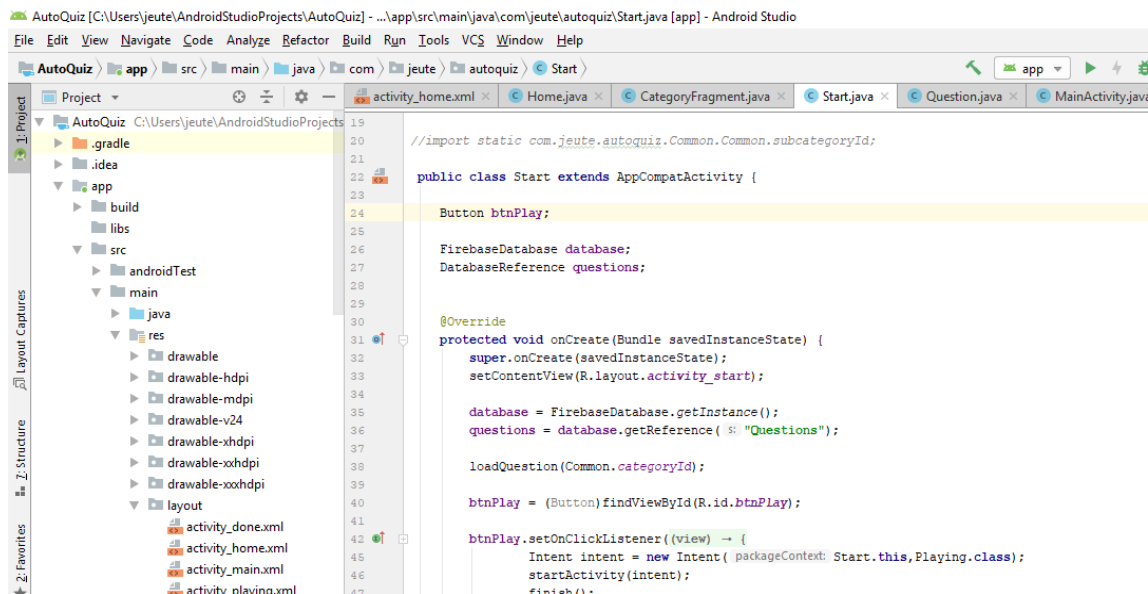 AutoQuiz [C:\Users\jeute\AndroidStudioProjects\AutoQuiz] - ...\app\src\main\java\com\jeute\autoquiz\Start.java [app] - Android Studio
File Edit View Navigate Code Analyze Refactor Build Run Tools VCS Window Help
AutoQuiz app src main java com jeute autoquiz Start app
Project
activity_home.xml Home.java CategoryFragment.java Start.java Question.java MainActivity.java
1: Project
Layout Captures
7: Structure
2: Favorites
AutoQuiz C:\Users\jeute\AndroidStudioProjects
.gradle
.idea
app
build
libs
src
androidTest
main
java
res
drawable
drawable-hdpi
drawable-mdpi
drawable-v24
drawable-xhdpi
drawable-xxhdpi
drawable-xxxhdpi
layout
activity_done.xml
activity_home.xml
activity_main.xml
activity_playing.xml
19
20 //import static com.jeute.autoquiz.Common.Common.subcategoryId;
21
22 public class Start extends AppCompatActivity {
23
24 Button btnPlay;
25
26 FirebaseDatabase database;
27 DatabaseReference questions;
28
29
30 @Override
31 protected void onCreate(Bundle savedInstanceState) {
32 super.onCreate(savedInstanceState);
33 setContentView(R.layout.activity_start);
34
35 database = FirebaseDatabase.getInstance();
36 questions = database.getReference( s: "Questions");
37
38 loadQuestion(Common.categoryId);
39
40 btnPlay = (Button)findViewById(R.id.btnPlay);
41
42 btnPlay.setOnClickListener((view) → {
45 Intent intent = new Intent( packageContext: Start.this,Playing.class);
46 startActivity(intent);
47 finish();